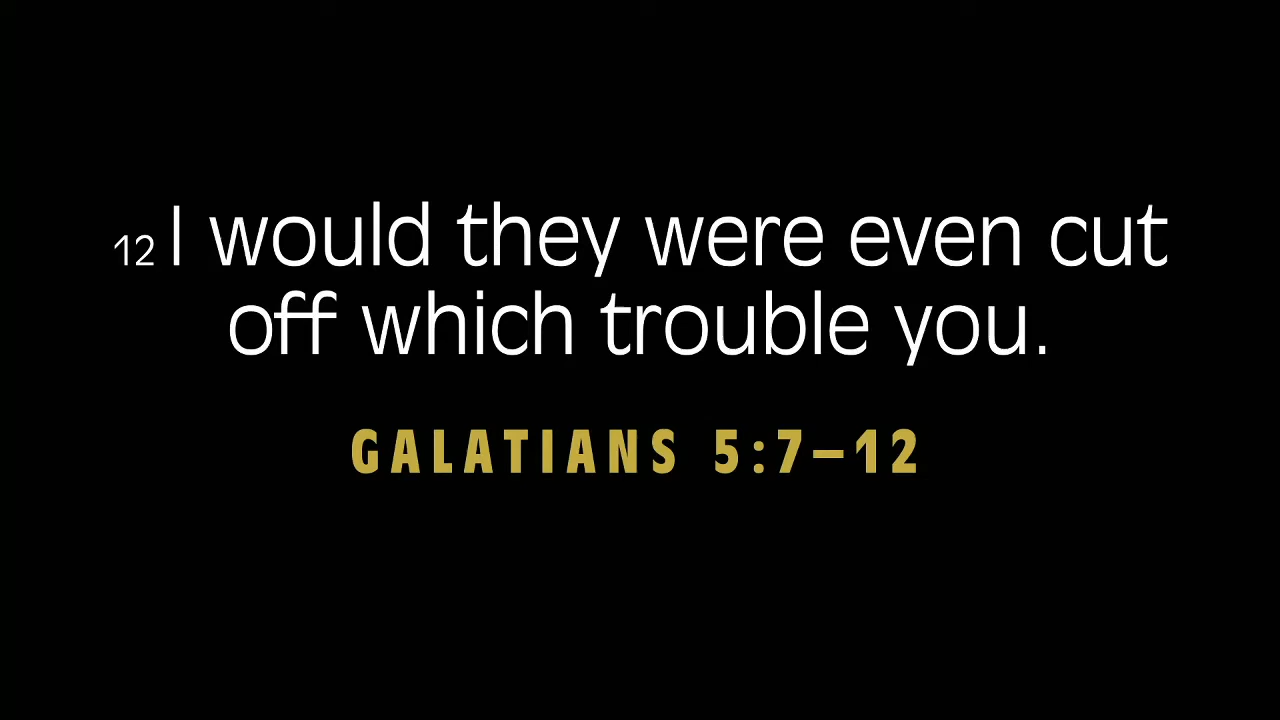 12 I would they were even cut
off which trouble you.
GALATIANS 5:7–12